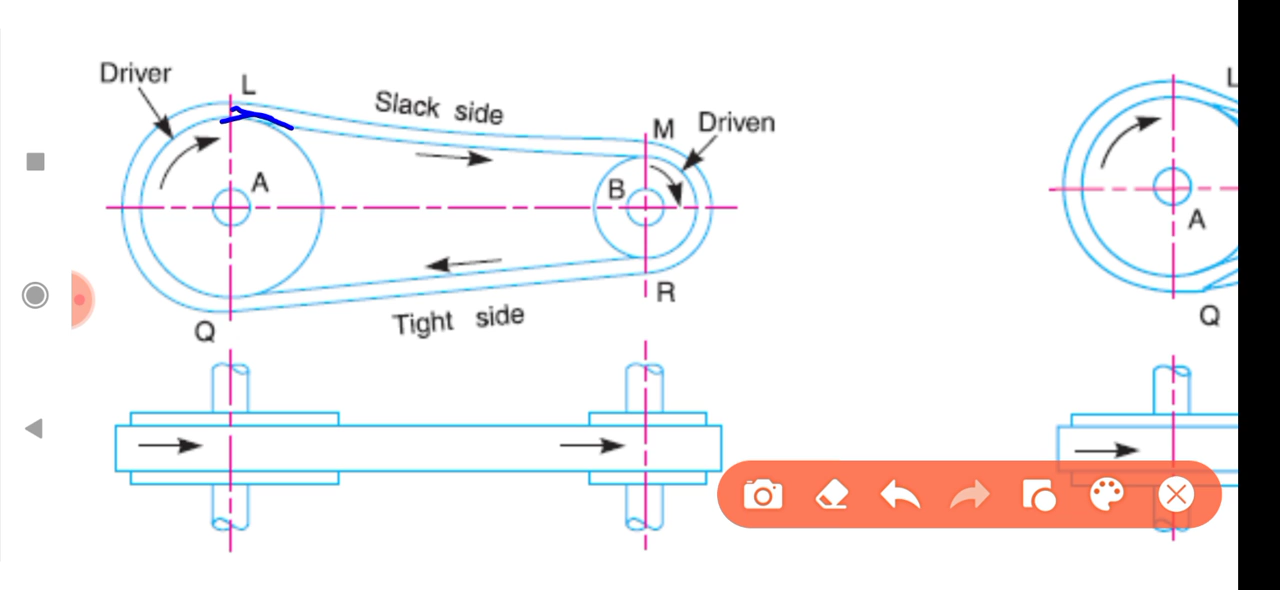 Driver
L
Slack side
M
Driven
A
B
R
Q
Tight side
L
A
Q